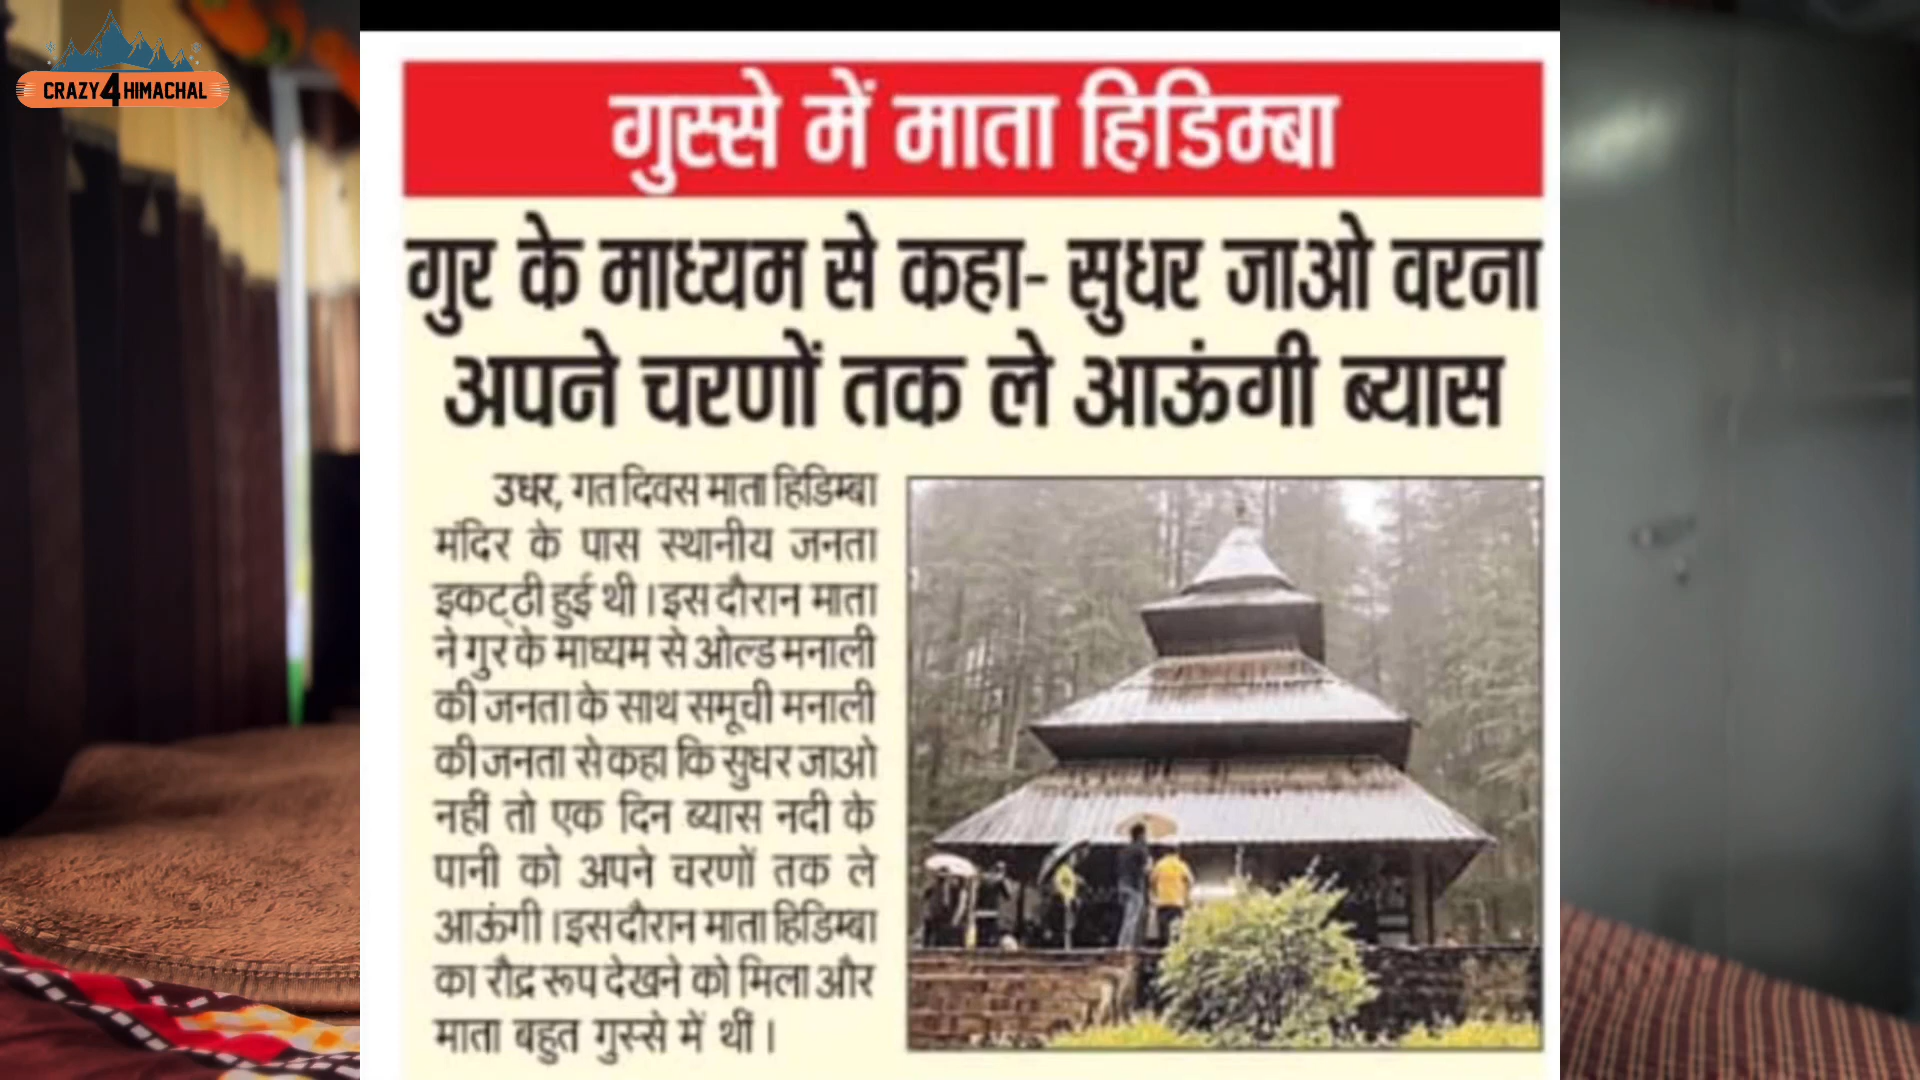 CRAZY4HIMACHAL
गुस्से में माता हिडिम्बा
गुर के माध्यम से कहा- सुधर जाओ वरना
अपने चरणों तक ले आऊंगी ब्यास
उधर, गत दिवस माता हिडिम्बा
मंदिर के पास स्थानीय जनता
इकट्ठी हुई थी। इस दौरान माता
ने गुर के माध्यम से ओल्ड मनाली
की जनता के साथ समूची मनाली
की जनता से कहा कि सुधर जाओ
नहीं तो एक दिन ब्यास नदी के
पानी को अपने चरणों तक ले
आऊंगी। इस दौरान माता हिडिम्बा
का रौद्र रूप देखने को मिला और
माता बहुत गुस्से में थीं।